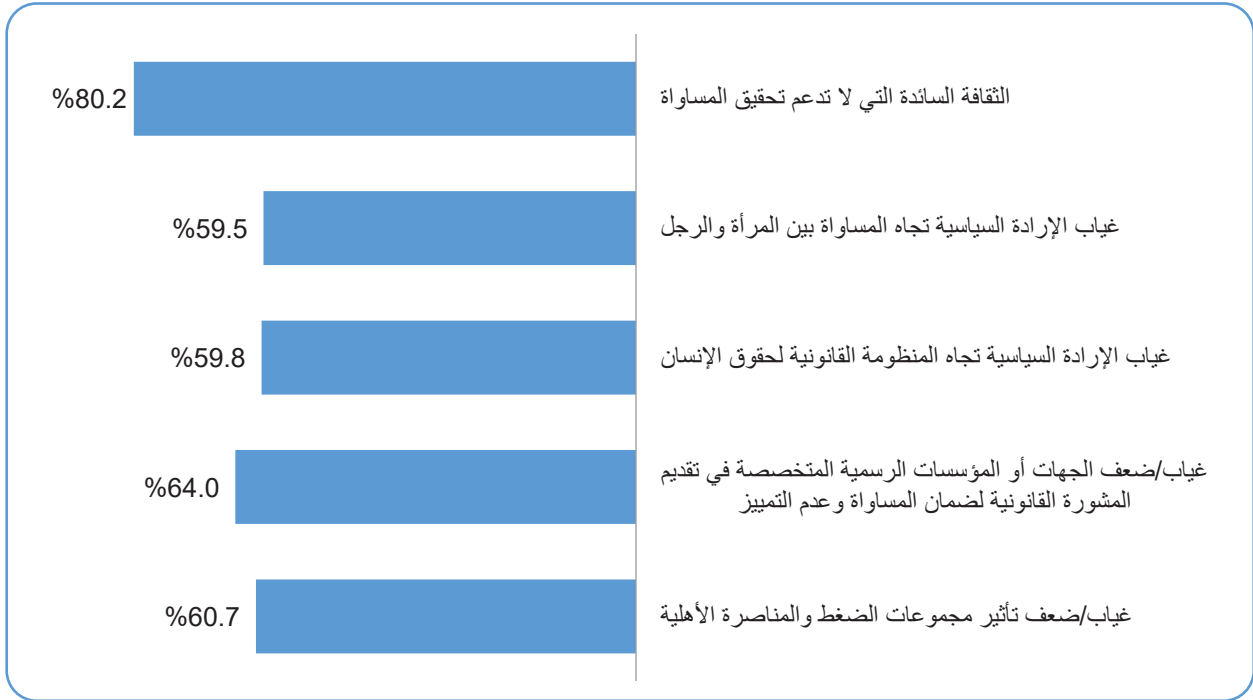 الثقافة السائدة التي لا تدعم تحقيق المساواة
%80.2
غياب الإرادة السياسية تجاه المساواة بين المرأة والرجل
%59.5
غياب الإرادة السياسية تجاه المنظومة القانونية لحقوق الإنسان
%59.8
غياب/ضعف الجهات أو المؤسسات الرسمية المتخصصة في تقديم
المشورة القانونية لضمان المساواة وعدم التمييز
%64.0
غياب/ضعف تأثير مجموعات الضغط والمناصرة الأهلية
%60.7